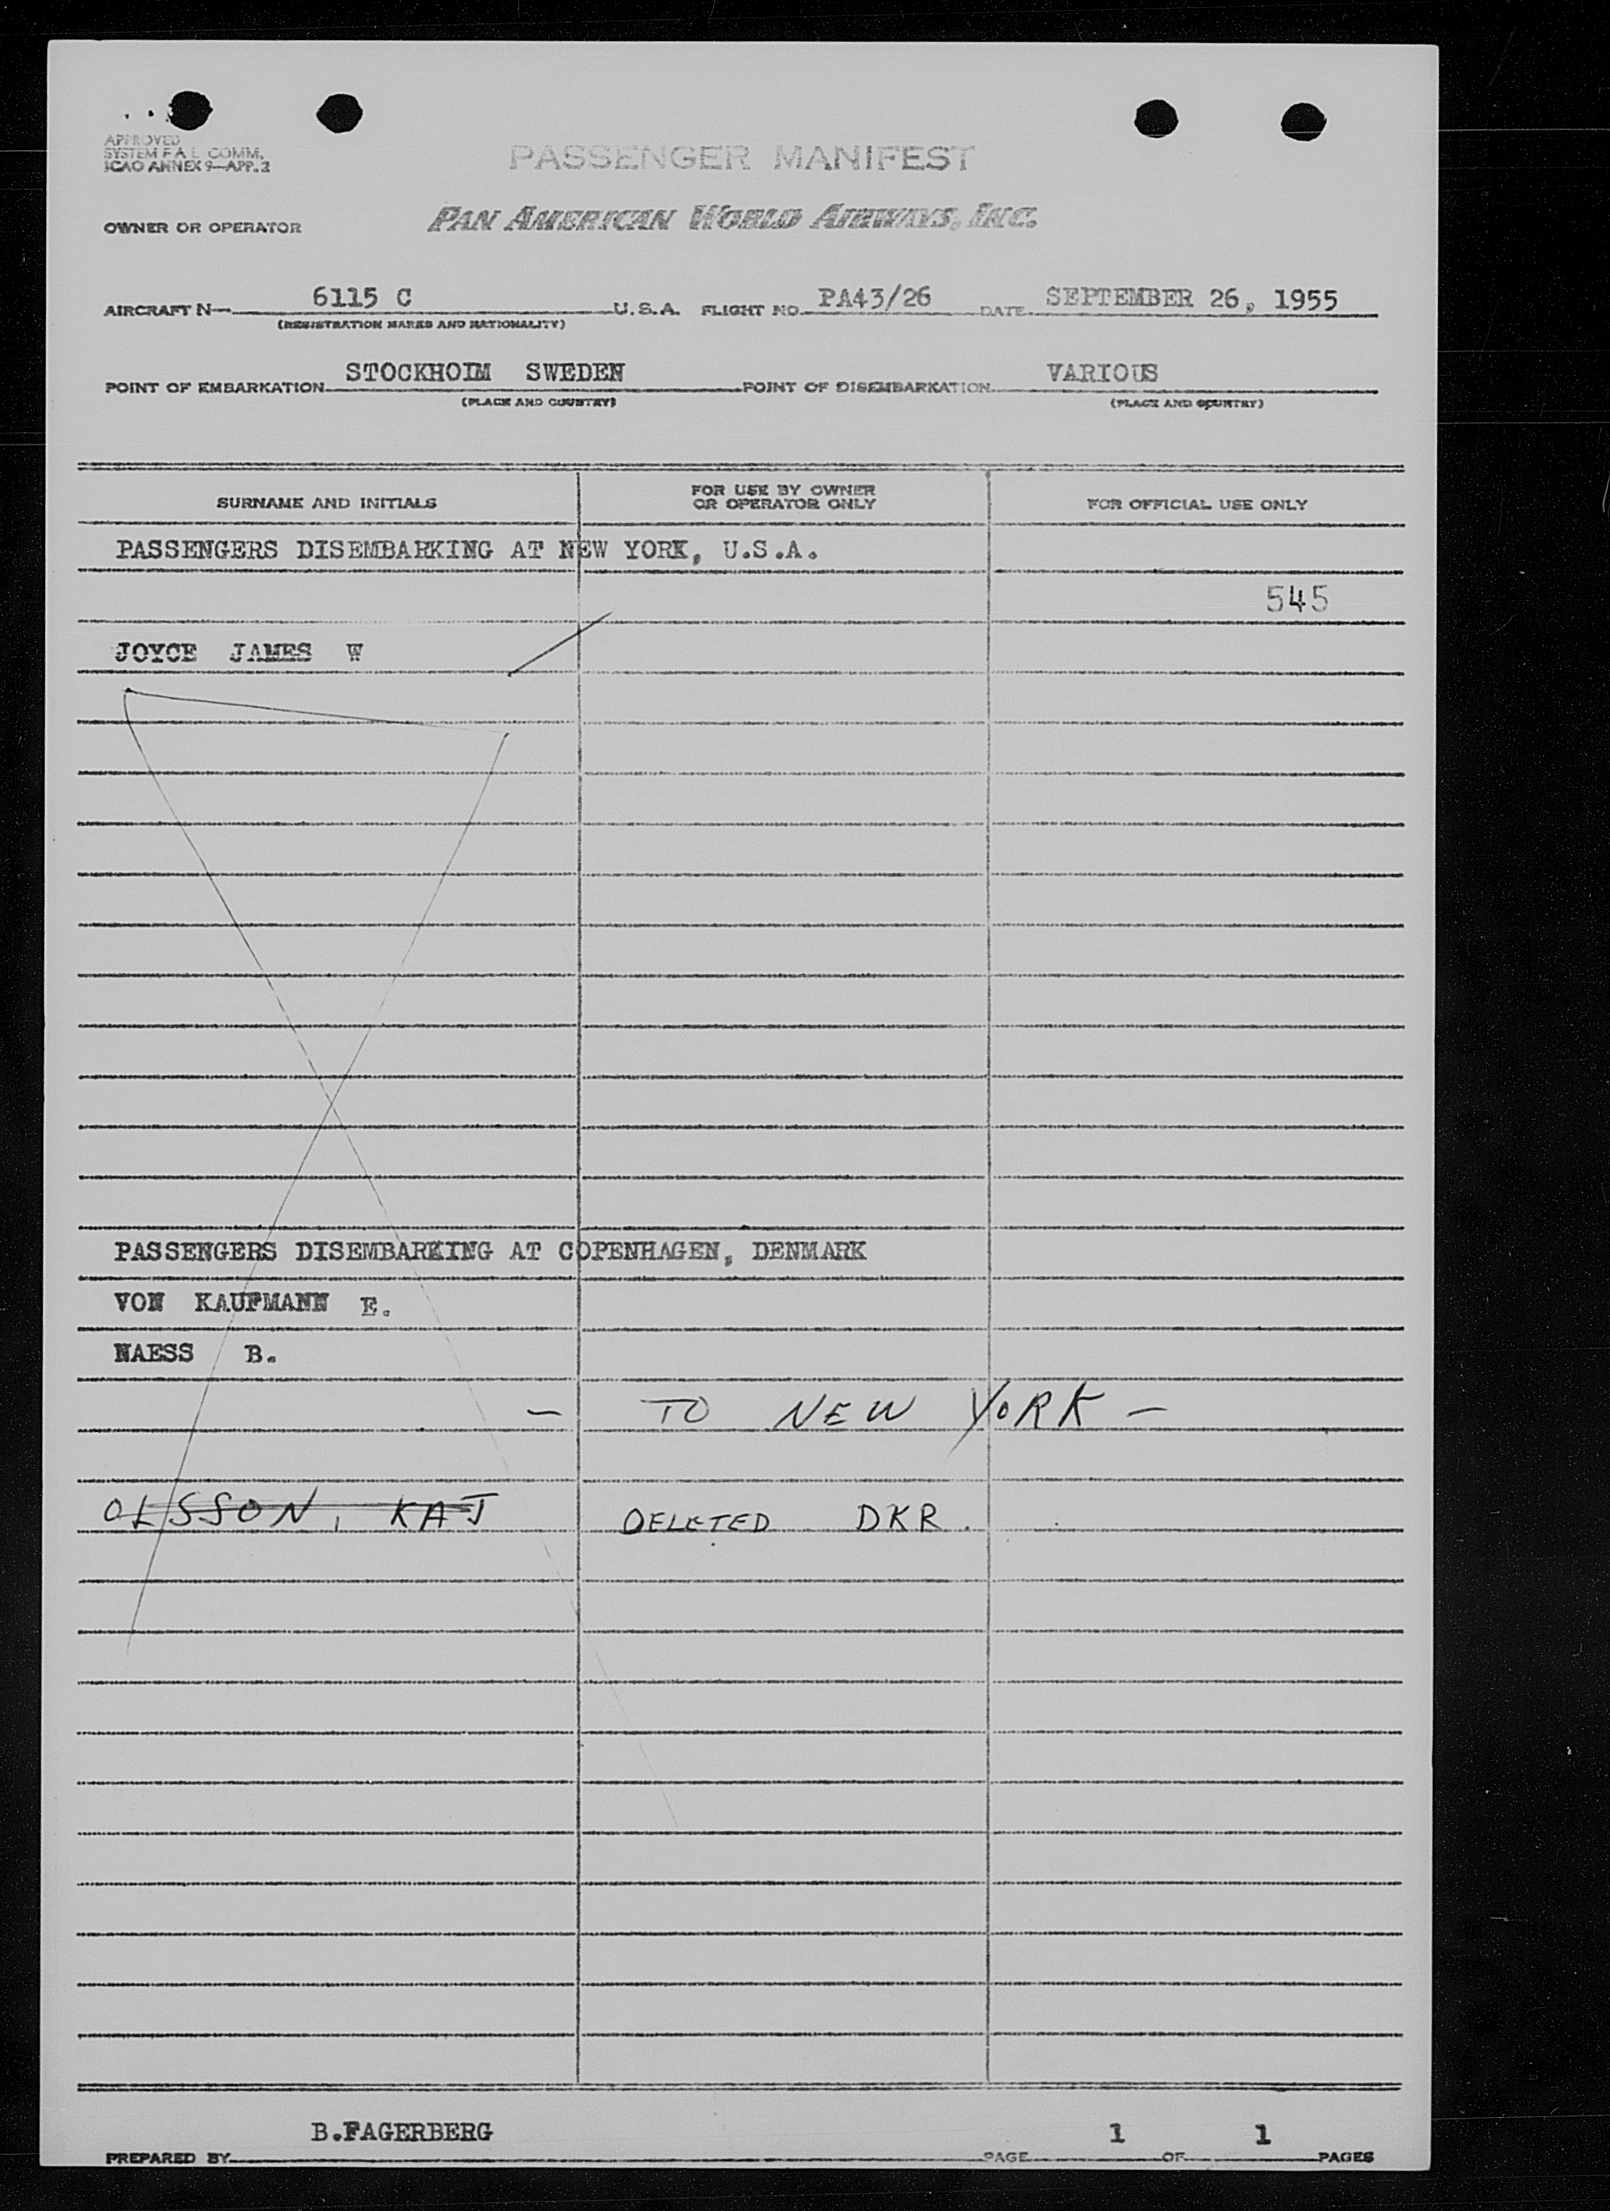 APPROVED
SYSTEM F.A.L. COMM.
ICAO ANNEX 9—APP. 2
PASSENGER MANIFEST
OWNER OR OPERATOR PAN AMERICAN WORLD AIRWAYS, INC.
AIRCRAFT N— 6115 C U.S.A. FLIGHT NO. PA43/26 DATE SEPTEMBER 26, 1955
(REGISTRATION MARKS AND NATIONALITY)
POINT OF EMBARKATION STOCKHOLM SWEDEN POINT OF DISEMBARKATION VARIOUS
(PLACE AND COUNTRY) (PLACE AND COUNTRY)
SURNAME AND INITIALS FOR USE BY OWNER OR OPERATOR ONLY FOR OFFICIAL USE ONLY
PASSENGERS DISEMBARKING AT NEW YORK, U.S.A.
545
JOYCE JAMES W
PASSENGERS DISEMBARKING AT COPENHAGEN, DENMARK
VON KAUFMANN E.
NAESS B.
— TO NEW YORK —
OLSSON, KAJ DELETED DKR.
B.FAGERBERG 1 1
PREPARED BY PAGE OF PAGES